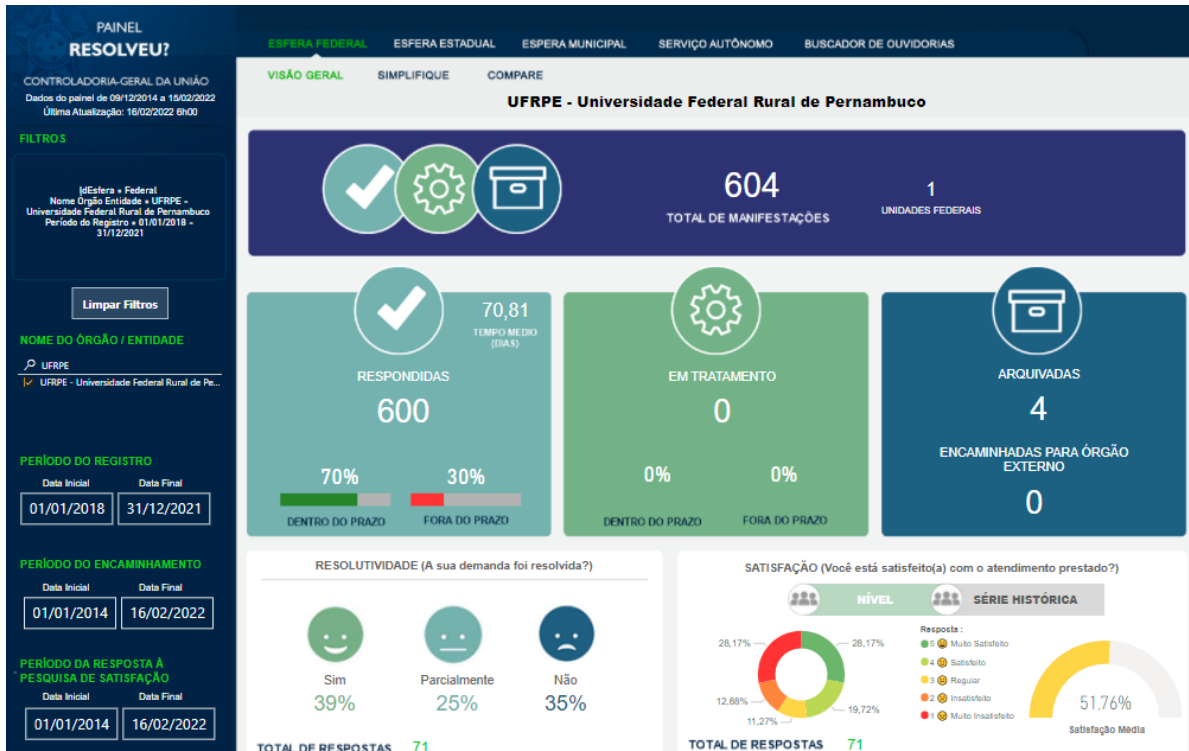 PAINEL
RESOLVEU?
CONTROLADORIA-GERAL DA UNIÃO
Dados do painel de 09/12/2014 a 15/02/2022
Última Atualização: 16/02/2022 6h00
FILTROS
IdEsfera = Federal
Nome Órgão Entidade = UFRPE -
Universidade Federal Rural de Pernambuco
Período do Registro = 01/01/2018 -
31/12/2021
Limpar Filtros
NOME DO ÓRGÃO / ENTIDADE
UFRPE
UFRPE - Universidade Federal Rural de Pe...
PERÍODO DO REGISTRO
Data Inicial Data Final
01/01/2018 31/12/2021
PERÍODO DO ENCAMINHAMENTO
Data Inicial Data Final
01/01/2014 16/02/2022
PERÍODO DA RESPOSTA À
PESQUISA DE SATISFAÇÃO
Data Inicial Data Final
01/01/2014 16/02/2022
ESFERA FEDERAL ESFERA ESTADUAL ESPERA MUNICIPAL SERVIÇO AUTÔNOMO BUSCADOR DE OUVIDORIAS
VISÃO GERAL SIMPLIFIQUE COMPARE
UFRPE - Universidade Federal Rural de Pernambuco
604
TOTAL DE MANIFESTAÇÕES
1
UNIDADES FEDERAIS
70,81
TEMPO MEDIO
(DIAS)
RESPONDIDAS
600
70% 30%
DENTRO DO PRAZO FORA DO PRAZO
EM TRATAMENTO
0
0% 0%
DENTRO DO PRAZO FORA DO PRAZO
ARQUIVADAS
4
ENCAMINHADAS PARA ÓRGÃO
EXTERNO
0
RESOLUTIVIDADE (A sua demanda foi resolvida?)
Sim Parcialmente Não
39% 25% 35%
TOTAL DE RESPOSTAS 71
SATISFAÇÃO (Você está satisfeito(a) com o atendimento prestado?)
NÍVEL SÉRIE HISTÓRICA
28,17%
28,17%
12,68%
19,72%
11,27%
Resposta :
5 Muito Satisfeito
4 Satisfeito
3 Regular
2 Insatisfeito
1 Muito Insatisfeito
51,76%
Satisfação Média
TOTAL DE RESPOSTAS 71